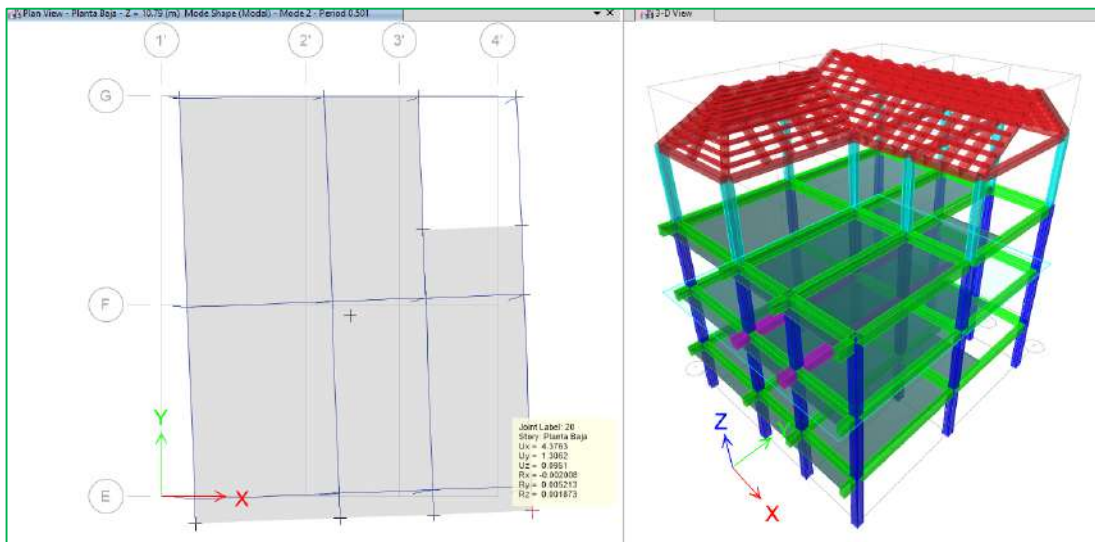 Plan View - Planta Baja - Z = 10.79 (m) Mode Shape (Modal) - Mode 2 - Period 0.501
3-D View
1' 2' 3' 4'
G
F
E
Y
X
Joint Label: 20
Story: Planta Baja
Ux = 4.3763
Uy = 1.3062
Uz = 0.0951
Rx = -0.002008
Ry = 0.005213
Rz = 0.001873
Z
X